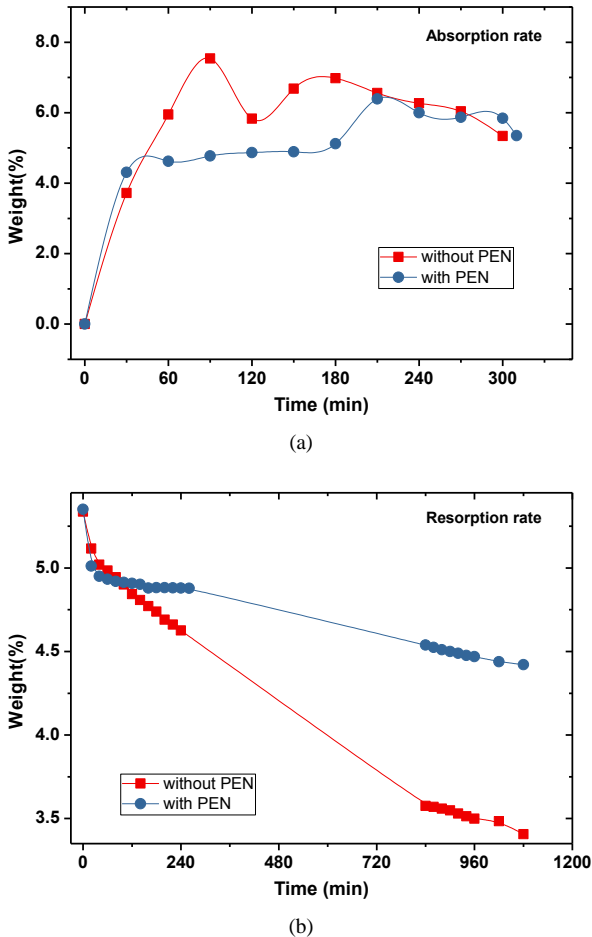 8.0
6.0
4.0
2.0
0.0
Weight(%)
Absorption rate
without PEN
with PEN
0
60
120
180
240
300
Time (min)
(a)
5.0
4.5
4.0
3.5
Weight(%)
Resorption rate
without PEN
with PEN
0
240
480
720
960
1200
Time (min)
(b)